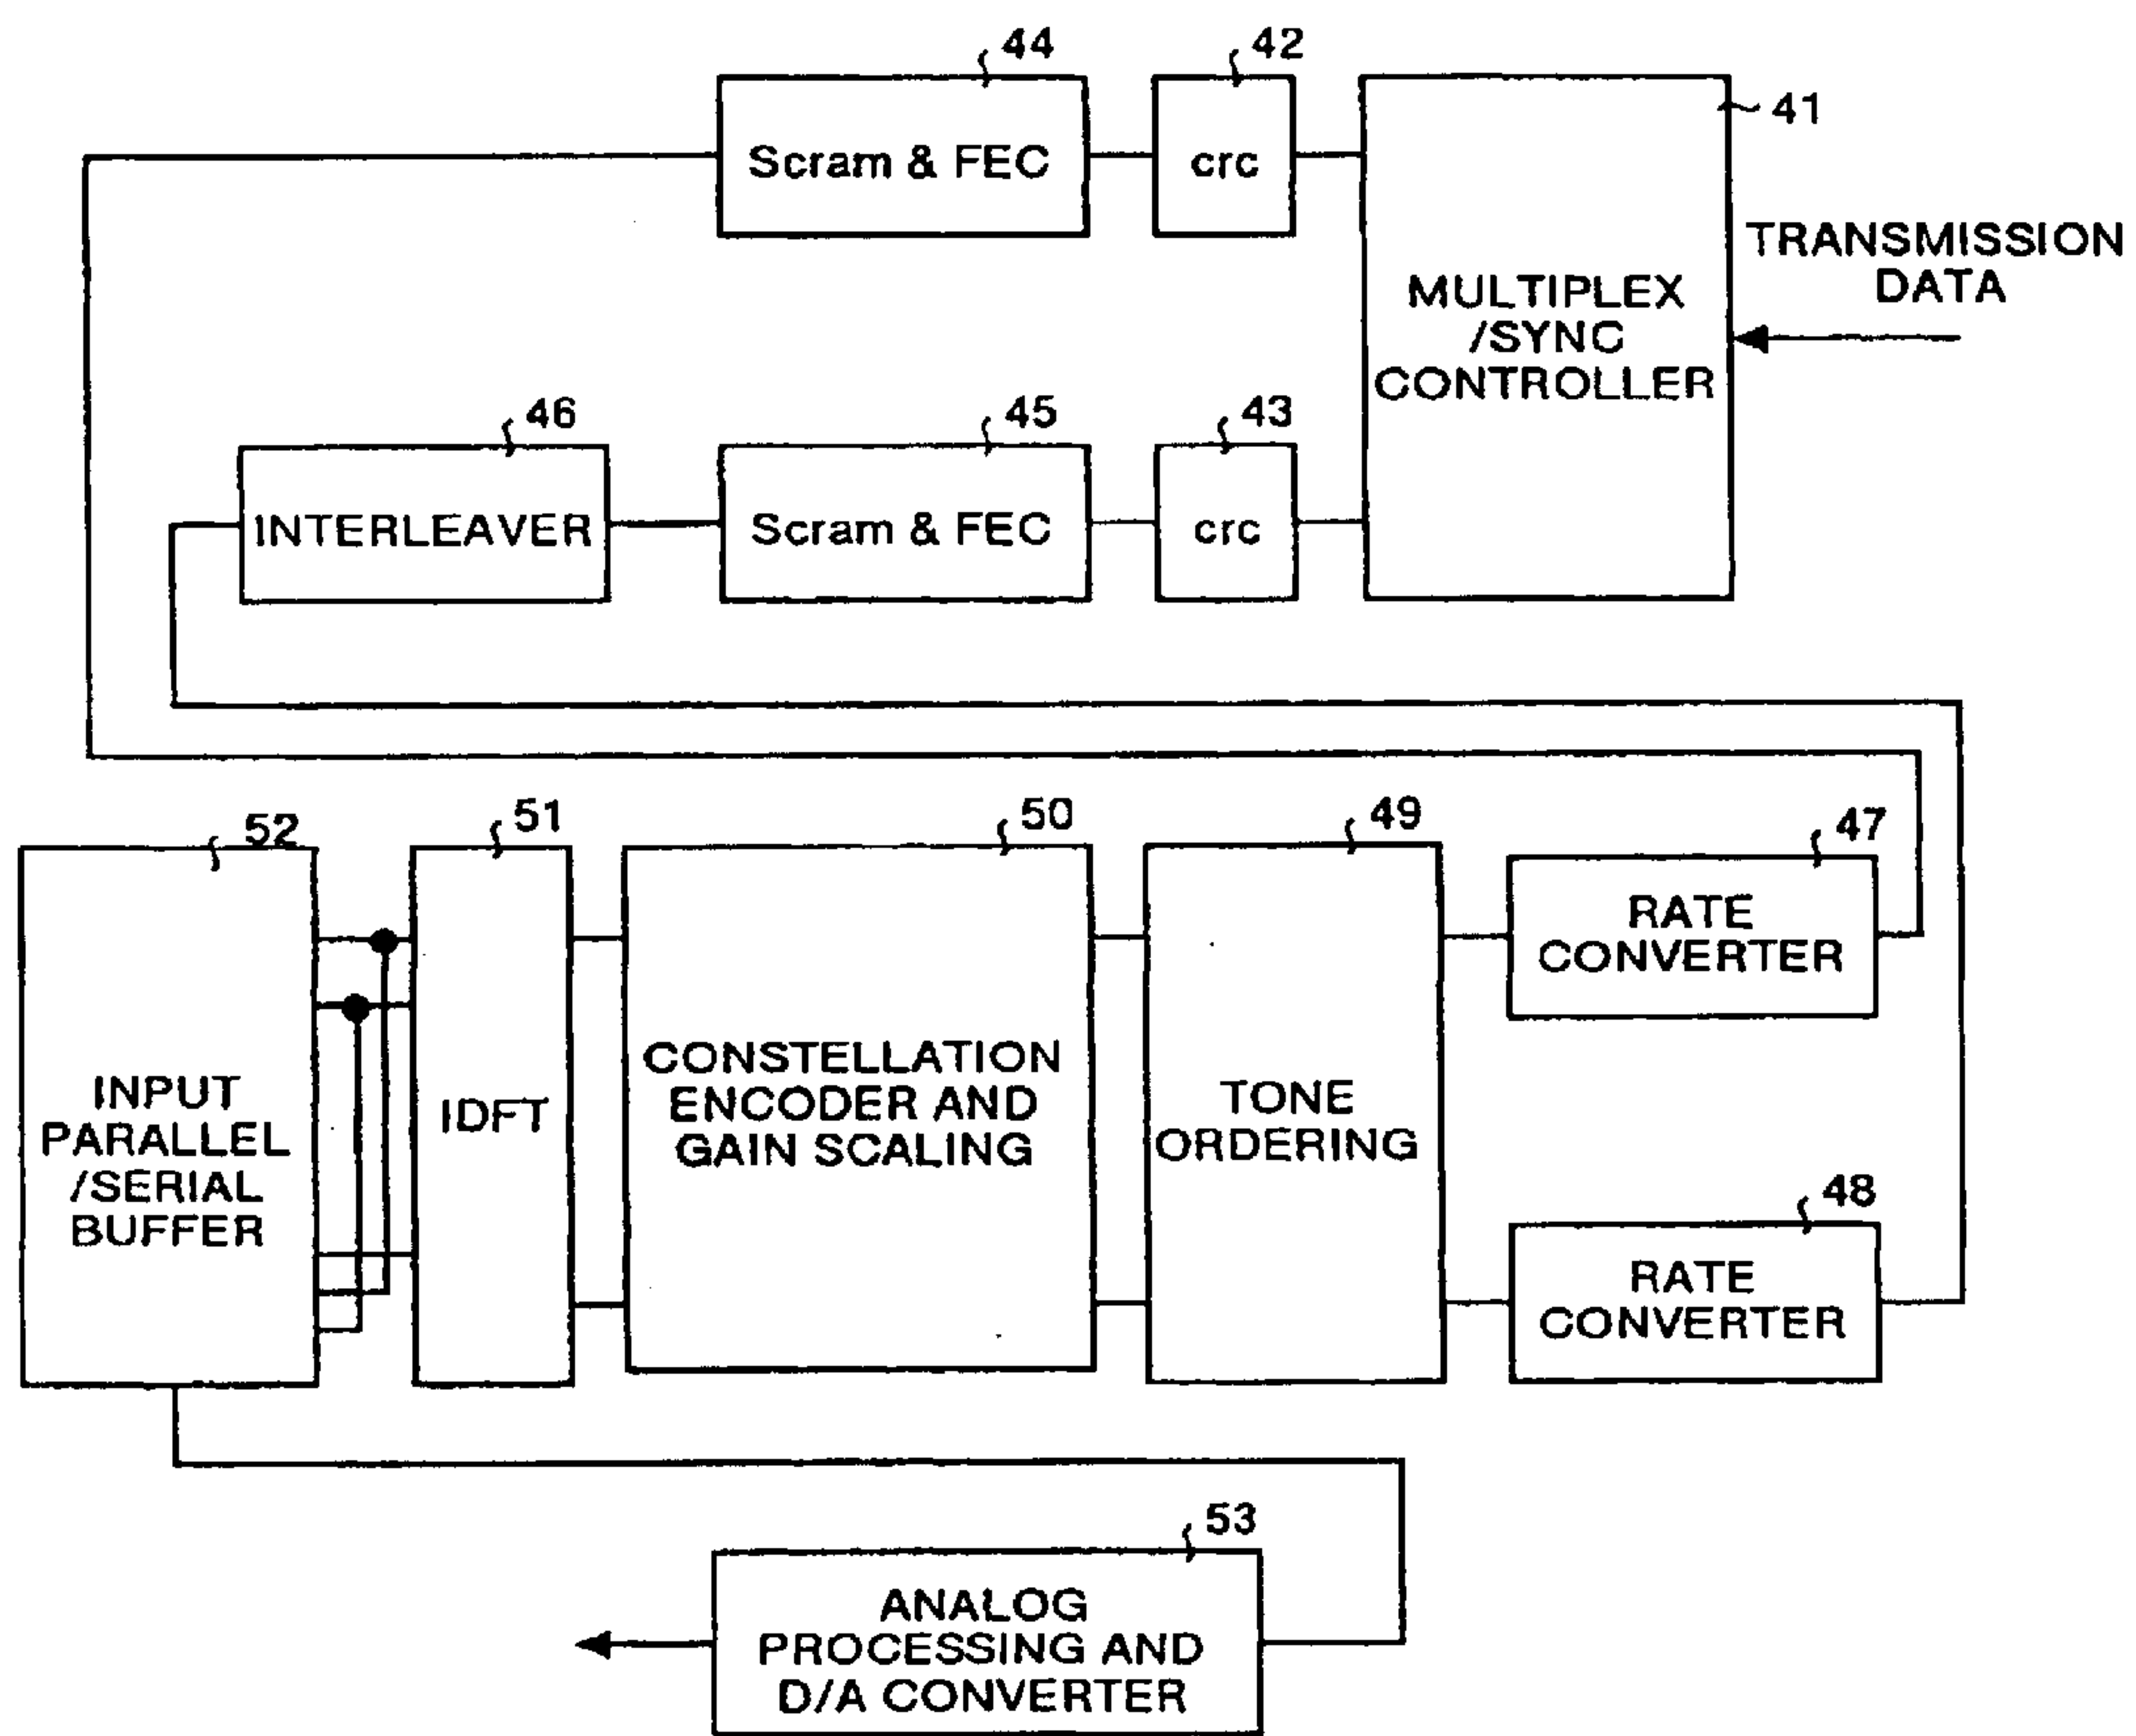 44
42
41
Scram & FEC
crc
TRANSMISSION
DATA
MULTIPLEX
/SYNC
CONTROLLER
46
45
43
INTERLEAVER
Scram & FEC
crc
52
51
50
49
47
RATE
CONVERTER
INPUT
PARALLEL
/SERIAL
BUFFER
IDFT
CONSTELLATION
ENCODER AND
GAIN SCALING
TONE
ORDERING
48
RATE
CONVERTER
53
ANALOG
PROCESSING AND
D/A CONVERTER